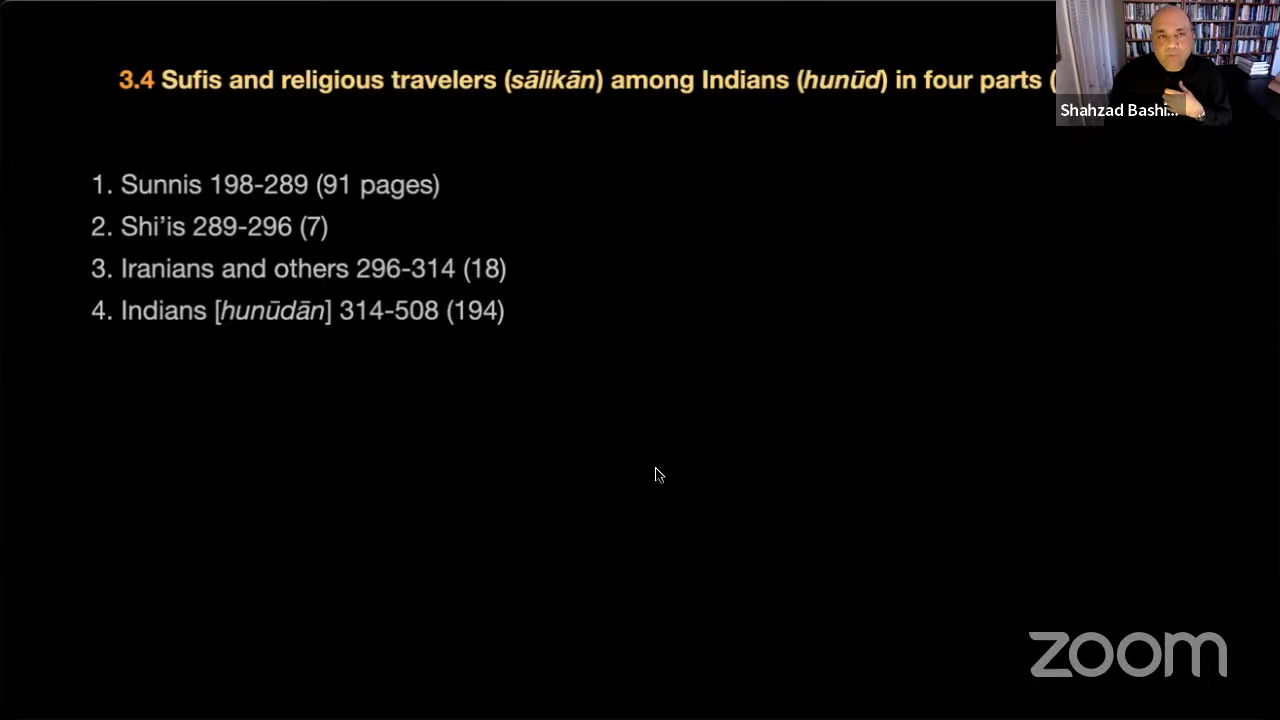 3.4 Sufis and religious travelers (sālikān) among Indians (hunūd) in four parts (
Shahzad Bashi...
1. Sunnis 198-289 (91 pages)
2. Shi’is 289-296 (7)
3. Iranians and others 296-314 (18)
4. Indians [hunūdān] 314-508 (194)
zoom